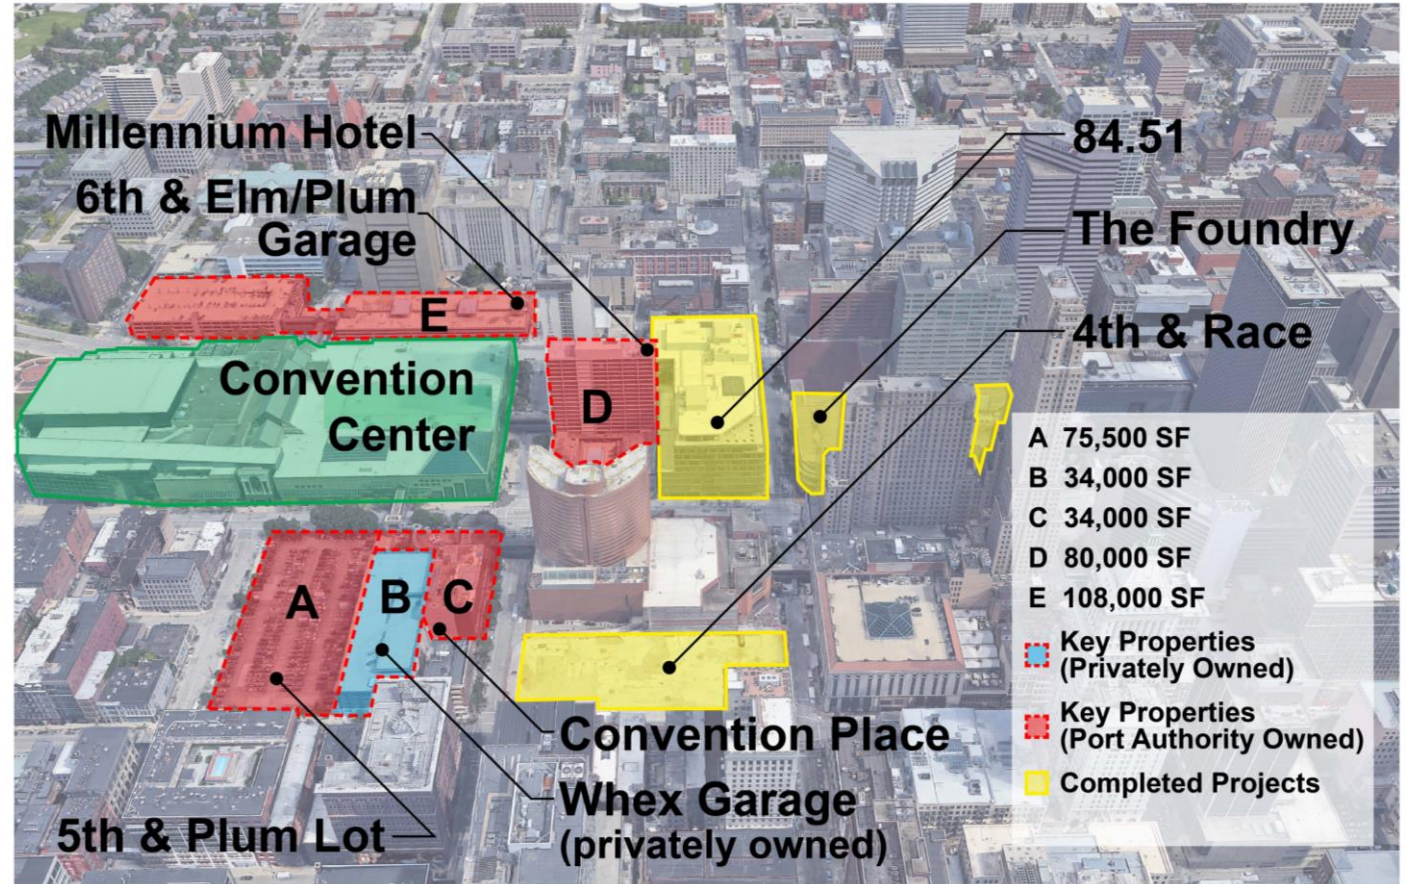 Millennium Hotel
6th & Elm/Plum
Garage
84.51
The Foundry
4th & Race
E
Convention
Center
D
A
B
C
A 75,500 SF
B 34,000 SF
C 34,000 SF
D 80,000 SF
E 108,000 SF
Key Properties
(Privately Owned)
Key Properties
(Port Authority Owned)
Completed Projects
Convention Place
Whex Garage
(privately owned)
5th & Plum Lot